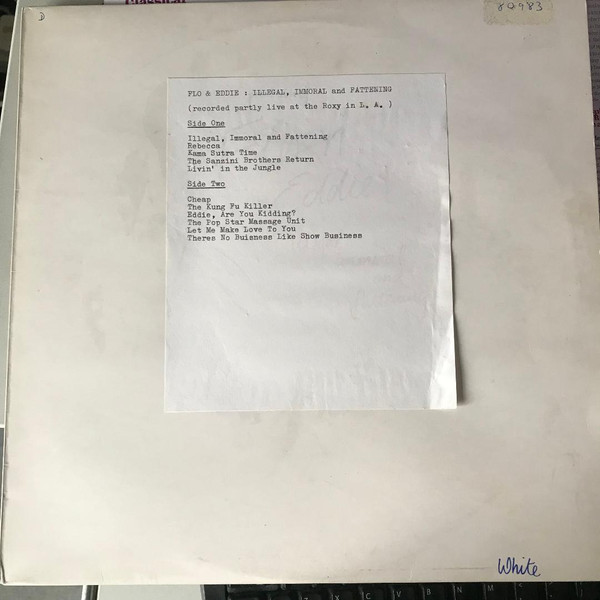 Classical
D
80983
FLO & EDDIE : ILLEGAL, IMMORAL and FATTENING
(recorded partly live at the Roxy in L. A. )
Side One
Illegal, Immoral and Fattening
Rebecca
Kama Sutra Time
The Sanzini Brothers Return
Livin' in the Jungle
Side Two
Cheap
The Kung Fu Killer
Eddie, Are You Kidding?
The Pop Star Massage Unit
Let Me Make Love To You
Theres No Buisness Like Show Business
White